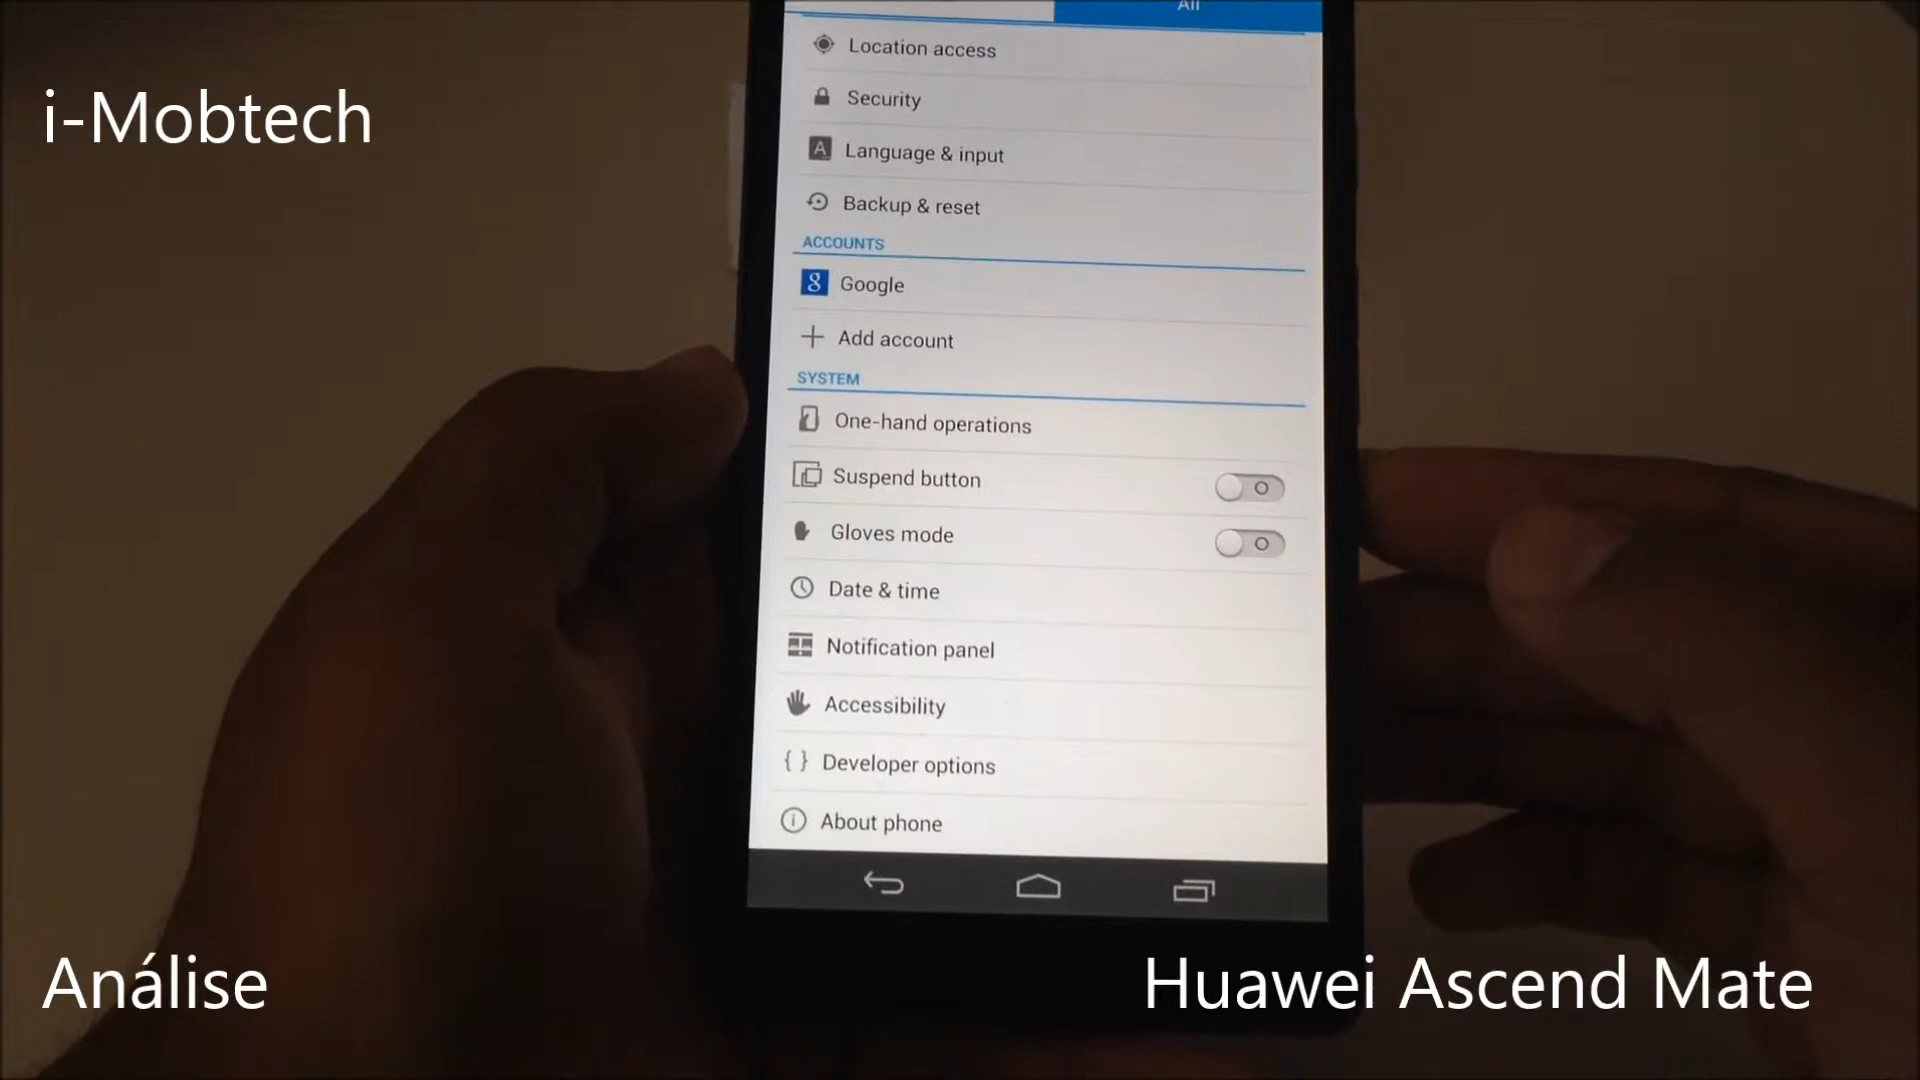 All
Location access
i-Mobtech
Security
Language & input
Backup & reset
ACCOUNTS
Google
Add account
SYSTEM
One-hand operations
Suspend button
Gloves mode
Date & time
Notification panel
Accessibility
Developer options
About phone
Análise
Huawei Ascend Mate